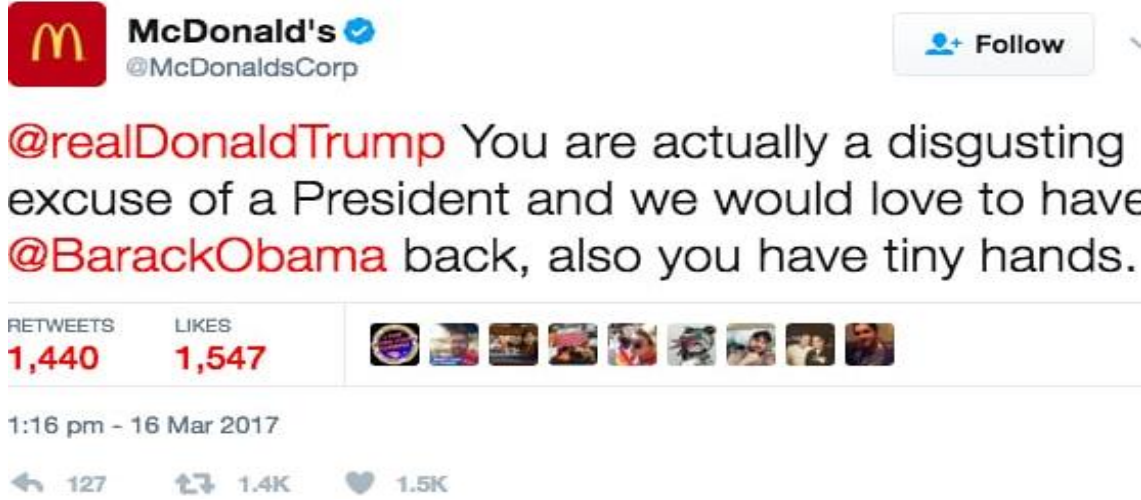 McDonald's
@McDonaldsCorp
Follow
@realDonaldTrump You are actually a disgusting
excuse of a President and we would love to have
@BarackObama back, also you have tiny hands.
RETWEETS LIKES
1,440 1,547
1:16 pm - 16 Mar 2017
127 1.4K 1.5K